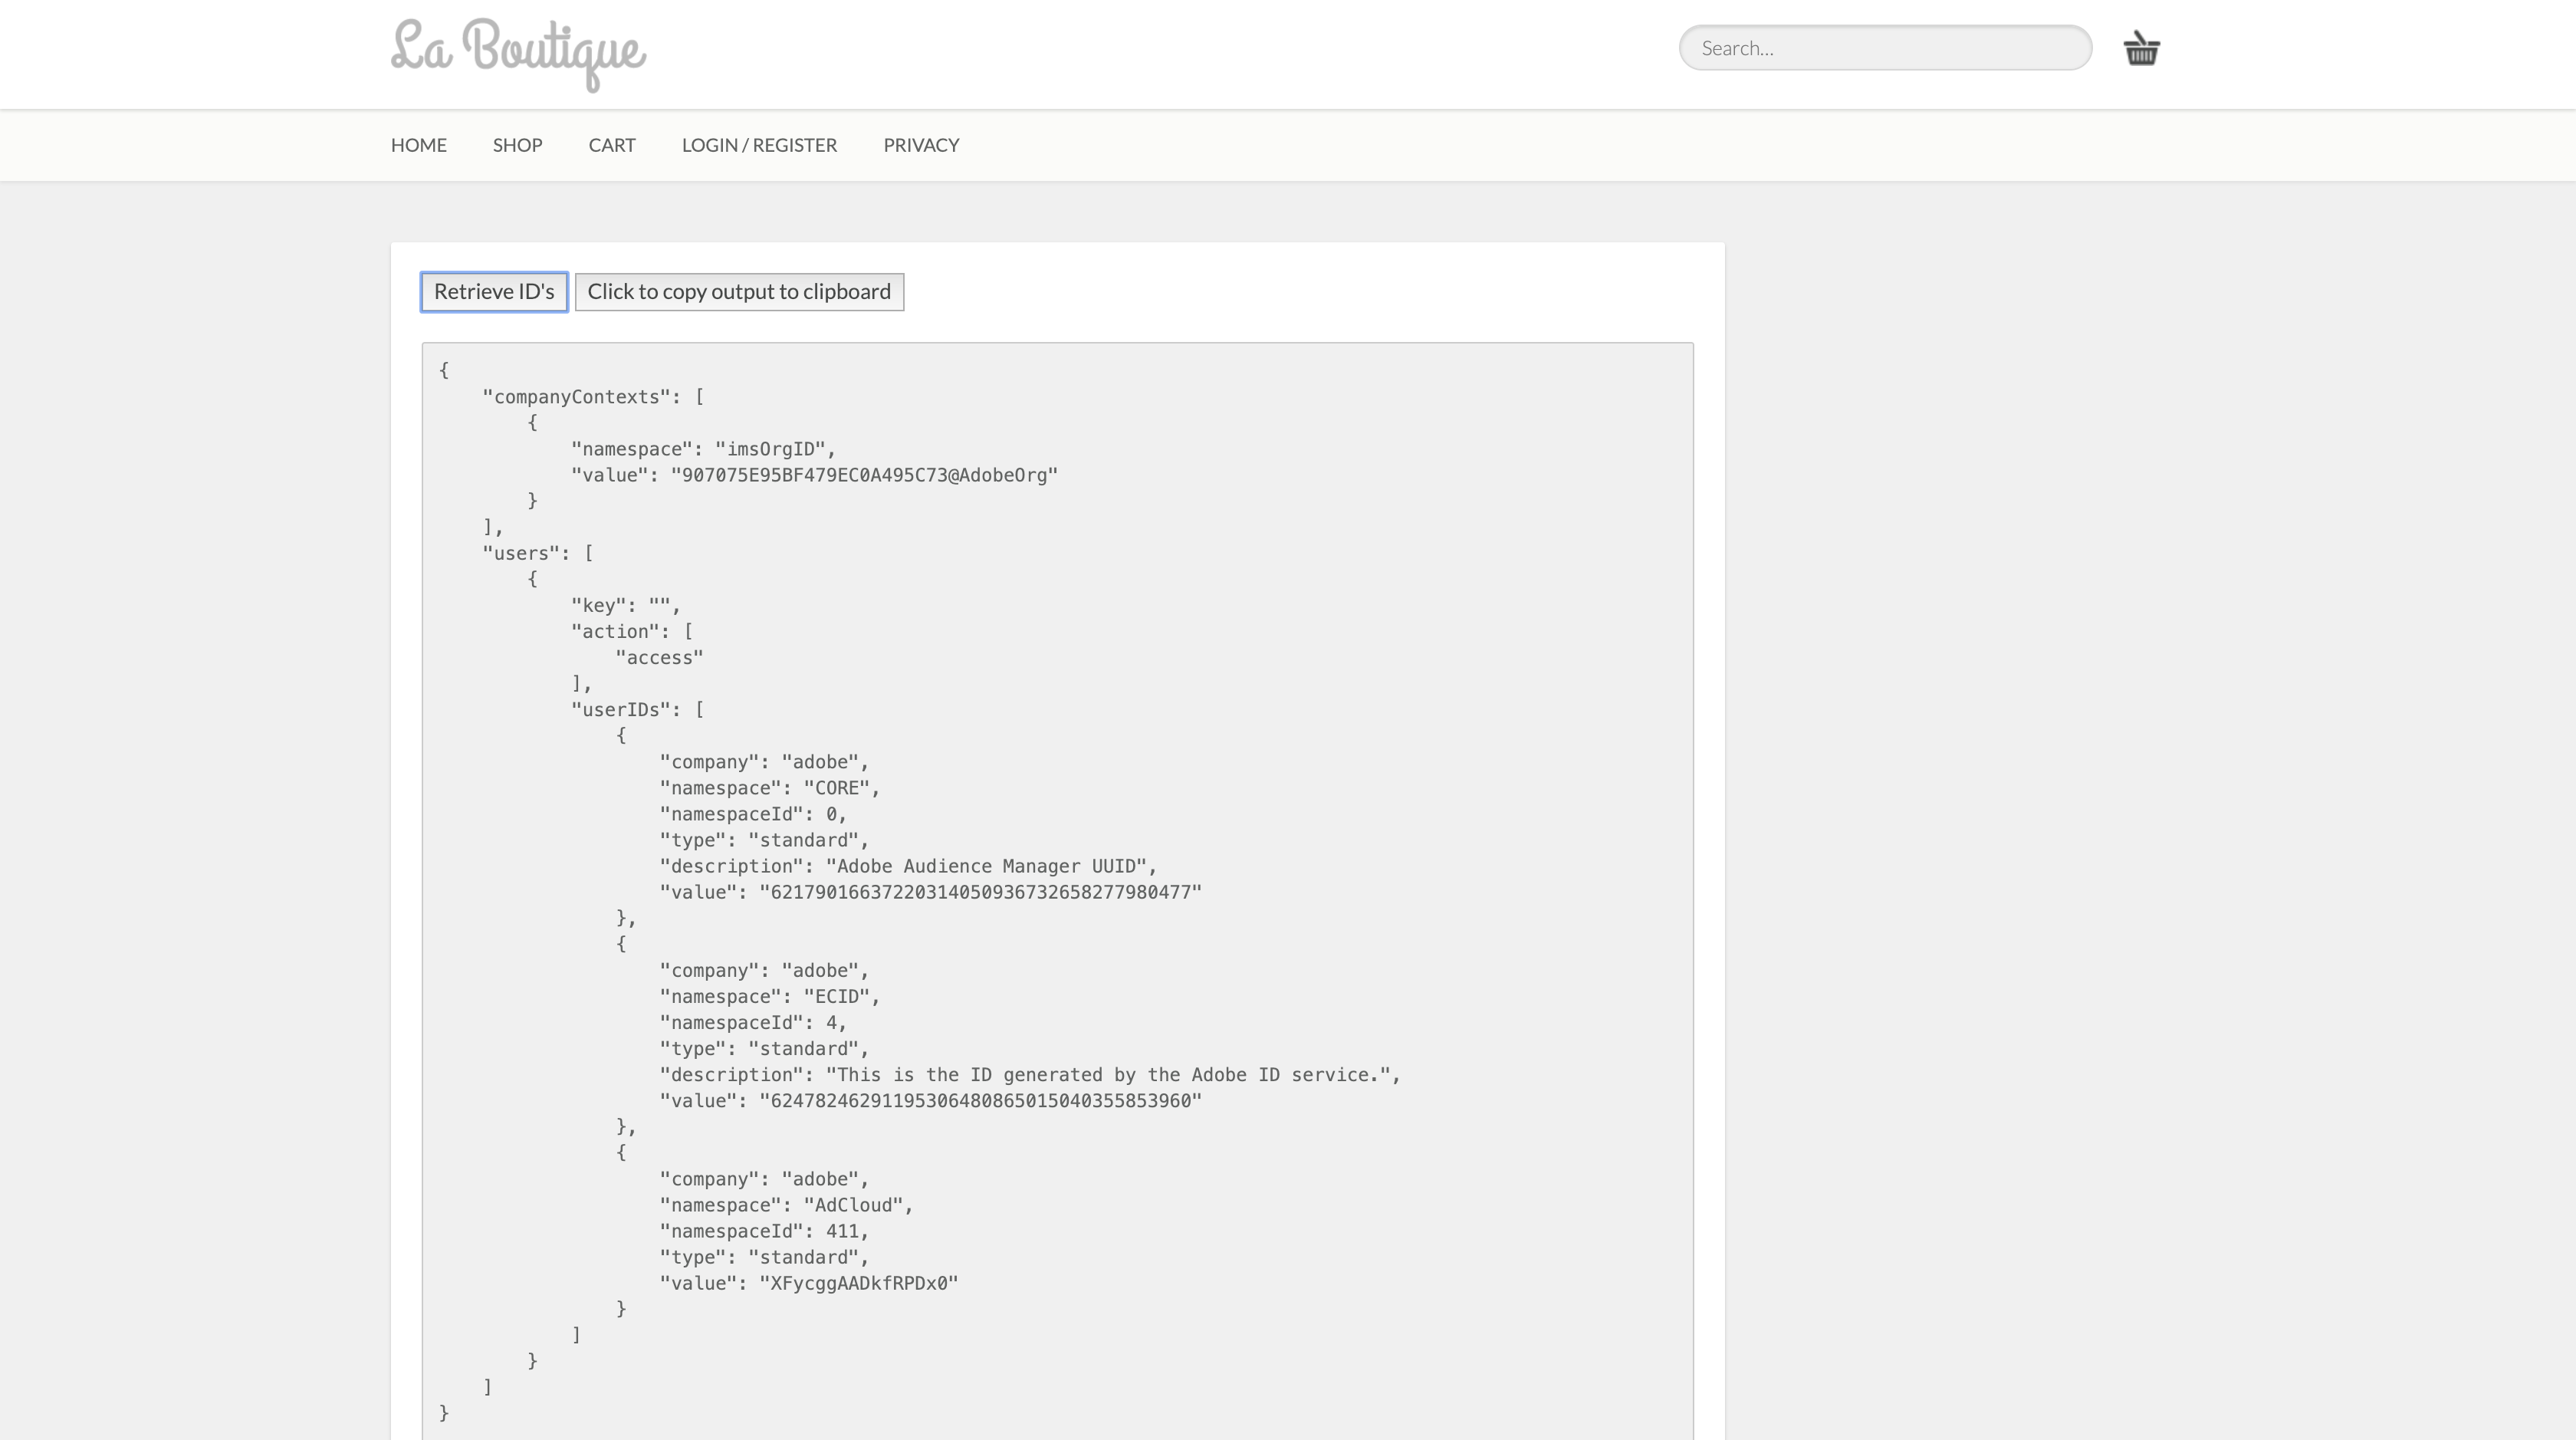 La Boutique
Search...
HOME SHOP CART LOGIN / REGISTER PRIVACY
Retrieve ID's Click to copy output to clipboard
{
    "companyContexts": [
        {
            "namespace": "imsOrgID",
            "value": "907075E95BF479EC0A495C73@AdobeOrg"
        }
    ],
    "users": [
        {
            "key": "",
            "action": [
                "access"
            ],
            "userIDs": [
                {
                    "company": "adobe",
                    "namespace": "CORE",
                    "namespaceId": 0,
                    "type": "standard",
                    "description": "Adobe Audience Manager UUID",
                    "value": "62179016637220314050936732658277980477"
                },
                {
                    "company": "adobe",
                    "namespace": "ECID",
                    "namespaceId": 4,
                    "type": "standard",
                    "description": "This is the ID generated by the Adobe ID service.",
                    "value": "62478246291195306480865015040355853960"
                },
                {
                    "company": "adobe",
                    "namespace": "AdCloud",
                    "namespaceId": 411,
                    "type": "standard",
                    "value": "XFycggAADkfRPDx0"
                }
            ]
        }
    ]
}